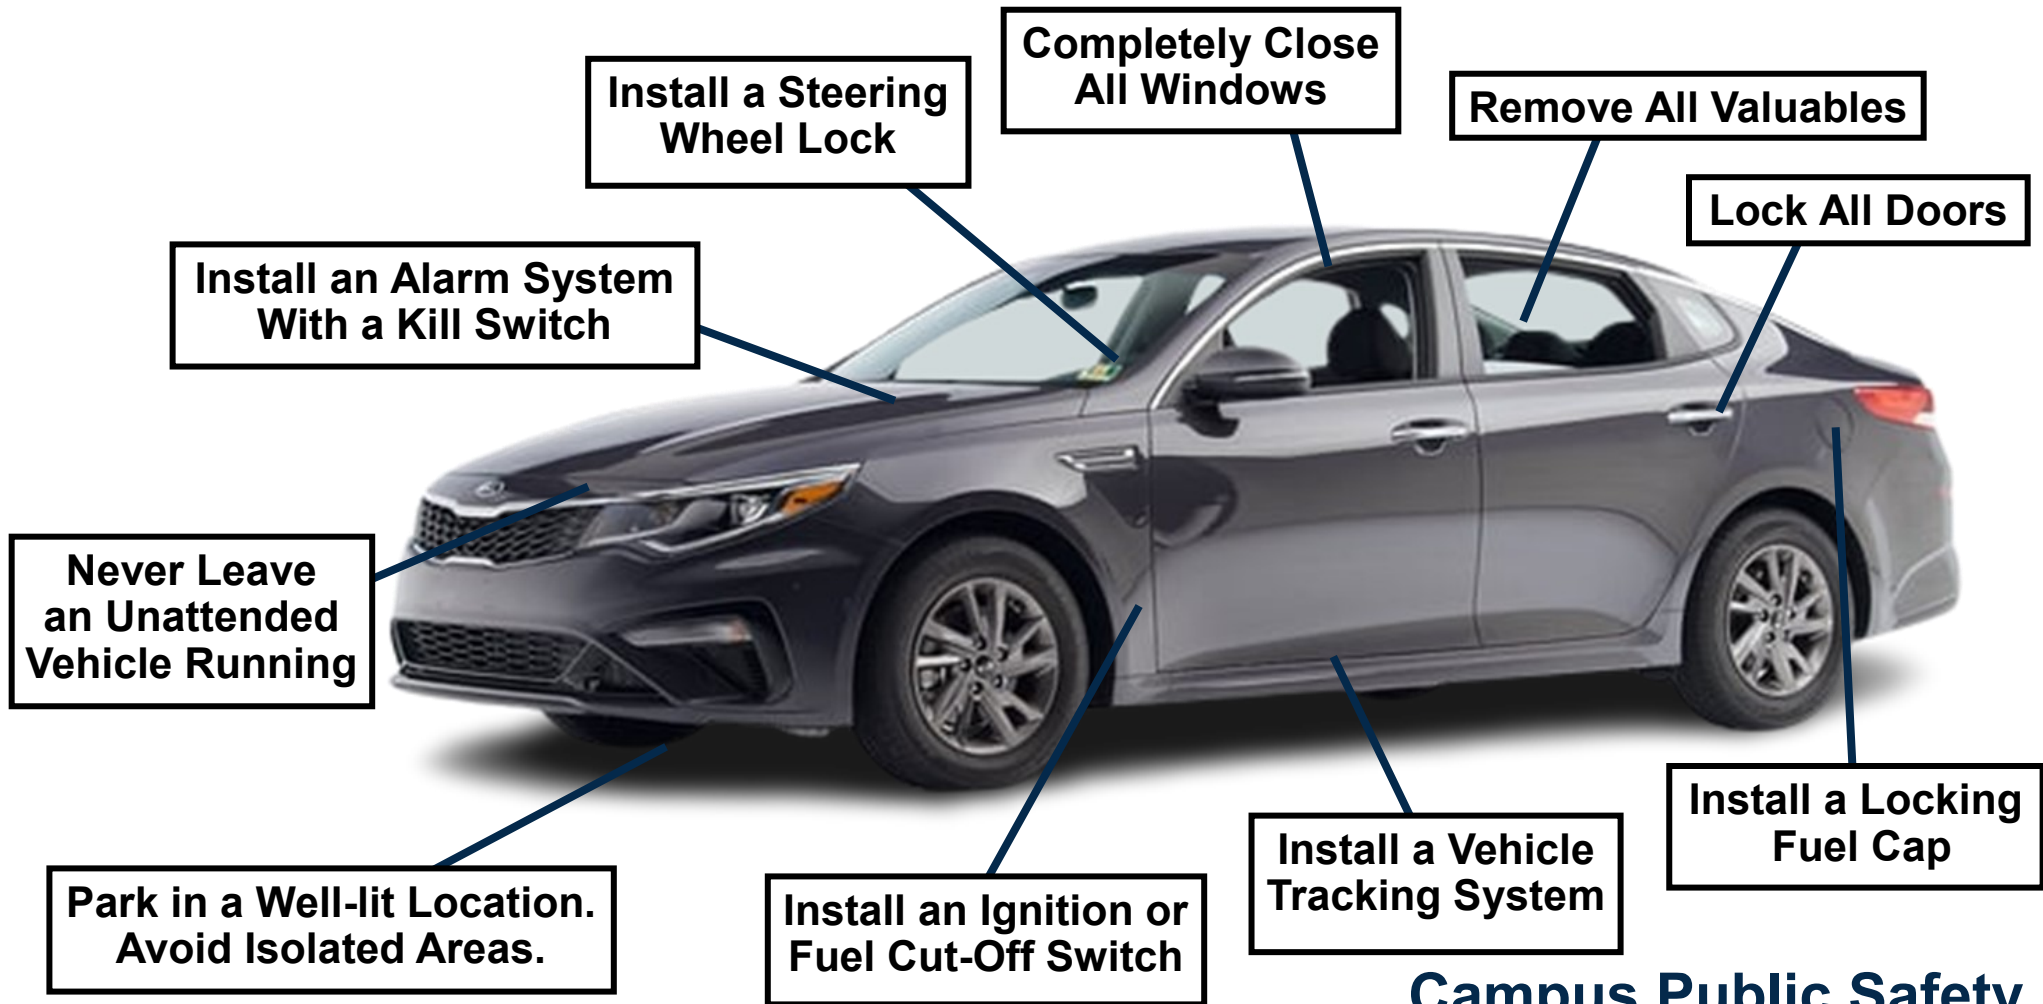 Completely Close
All Windows
Install a Steering
Wheel Lock
Remove All Valuables
Lock All Doors
Install an Alarm System
With a Kill Switch
Never Leave
an Unattended
Vehicle Running
Park in a Well-lit Location.
Avoid Isolated Areas.
Install an Ignition or
Fuel Cut-Off Switch
Install a Vehicle
Tracking System
Install a Locking
Fuel Cap
Campus Public Safety